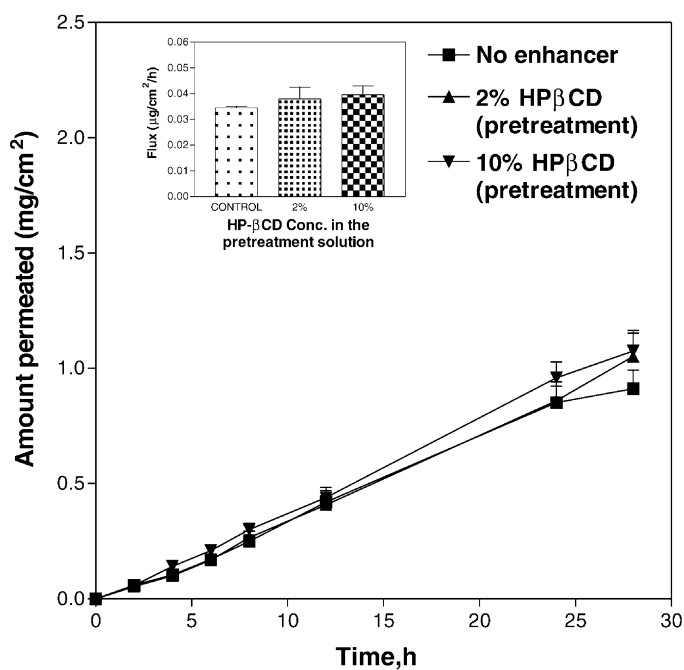 2.5
2.0
1.5
1.0
0.5
0.0
Amount permeated (mg/cm²)
0 5 10 15 20 25 30
Time,h
No enhancer
2% HPβCD
(pretreatment)
10% HPβCD
(pretreatment)
0.06
0.05
0.04
0.03
0.01
0.00
Flux (µg/cm²/h)
CONTROL 2% 10%
HP-βCD Conc. in the
pretreatment solution